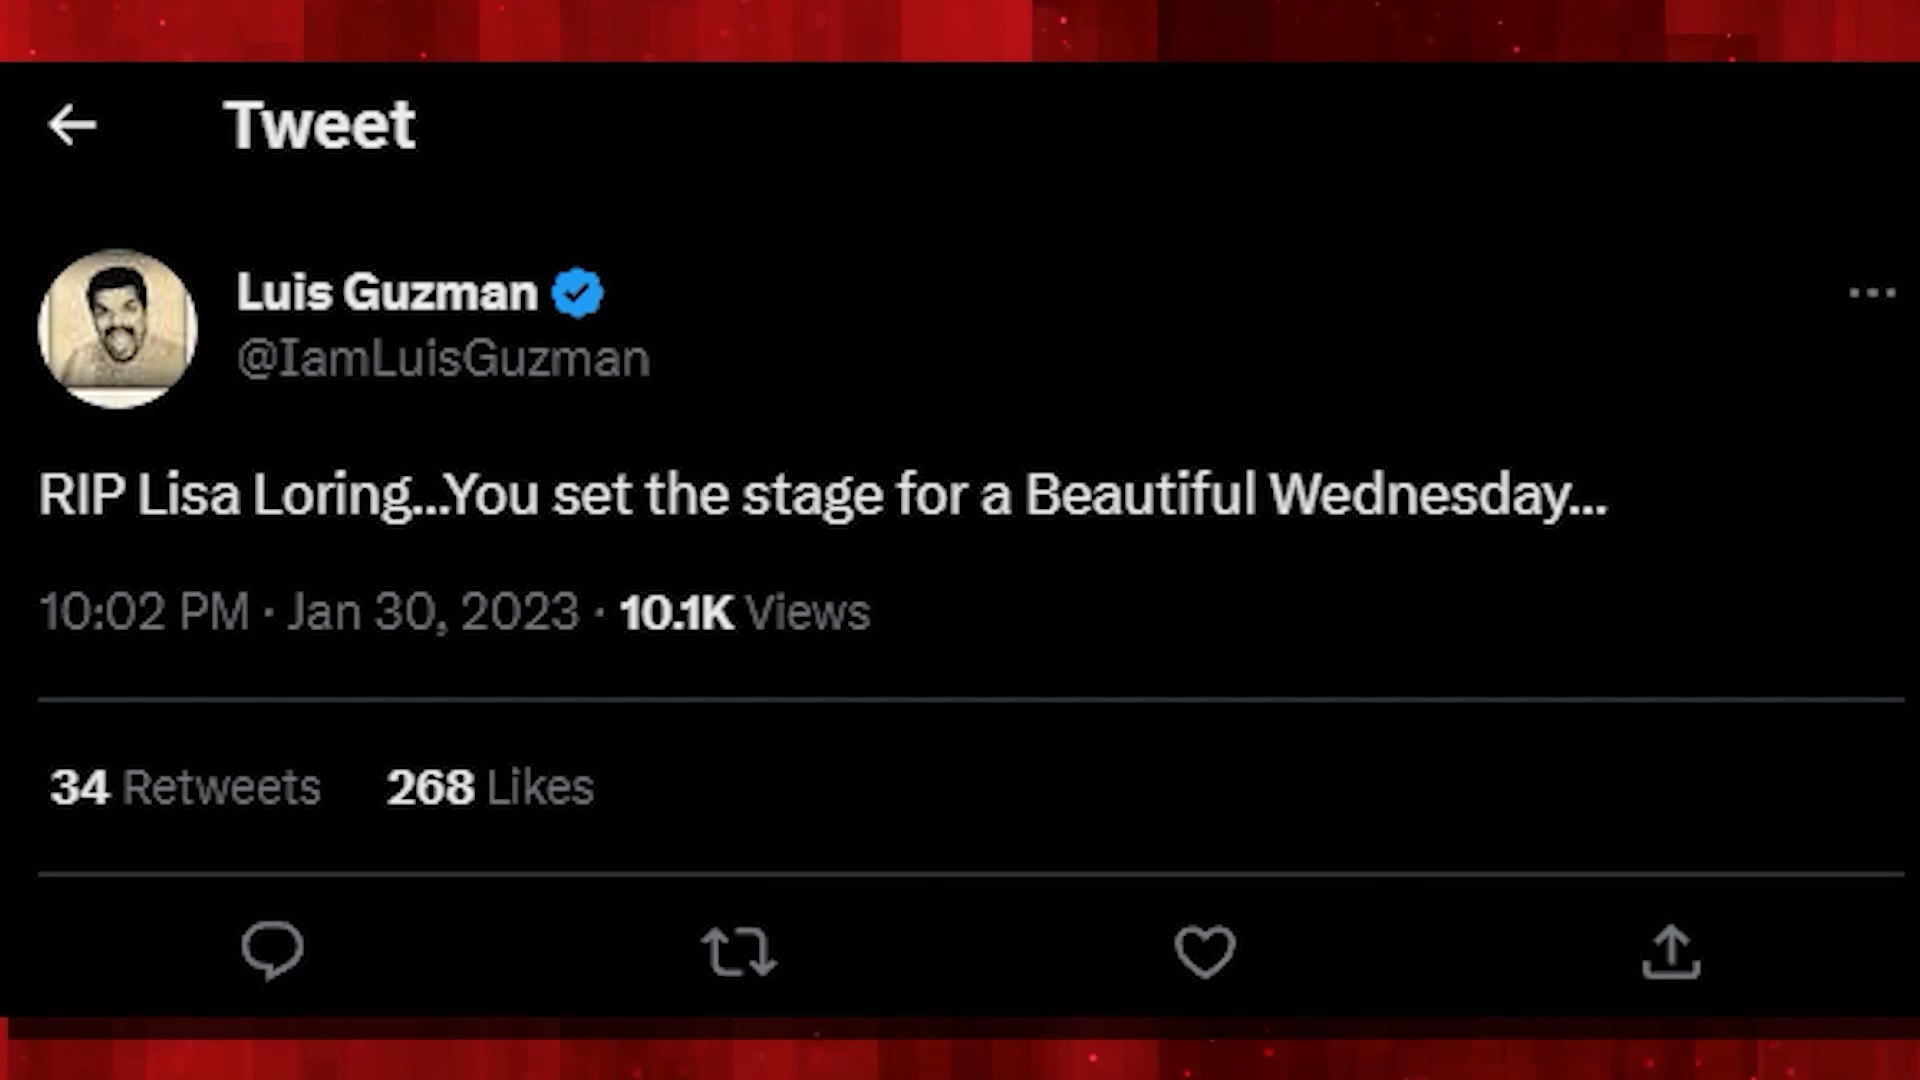 Tweet
Luis Guzman
@IamLuisGuzman
RIP Lisa Loring...You set the stage for a Beautiful Wednesday...
10:02 PM · Jan 30, 2023 · 10.1K Views
34 Retweets 268 Likes